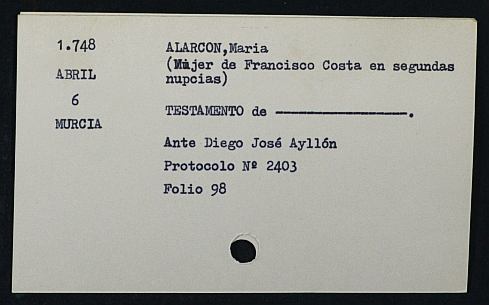 1.748
ABRIL
6
MURCIA
ALARCON,Maria
(Mujer de Francisco Costa en segundas
nupcias)
TESTAMENTO de ———————————.
Ante Diego José Ayllón
Protocolo Nº 2403
Folio 98